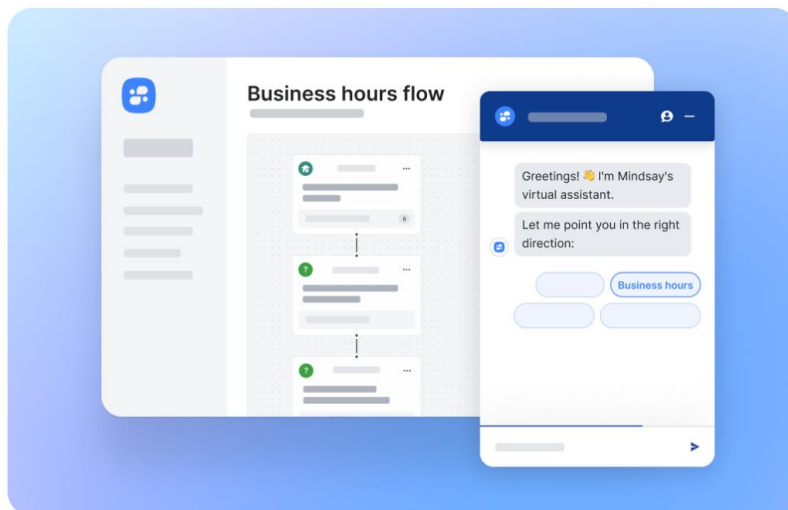 Business hours flow
Greetings! 👋 I'm Mindsay's
virtual assistant.
Let me point you in the right
direction:
Business hours